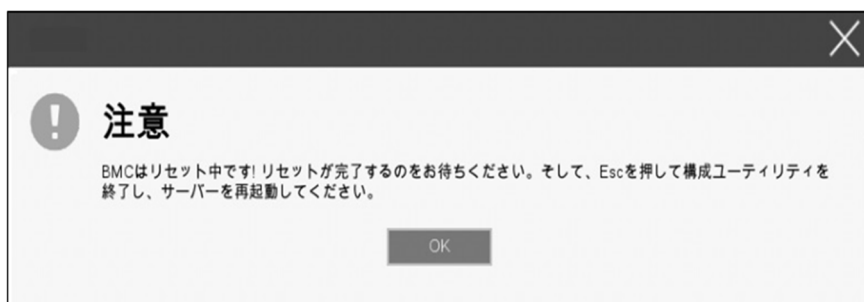 注意
BMCはリセット中です! リセットが完了するのをお待ちください。そして、Escを押して構成ユーティリティを
終了し、サーバーを再起動してください。
OK